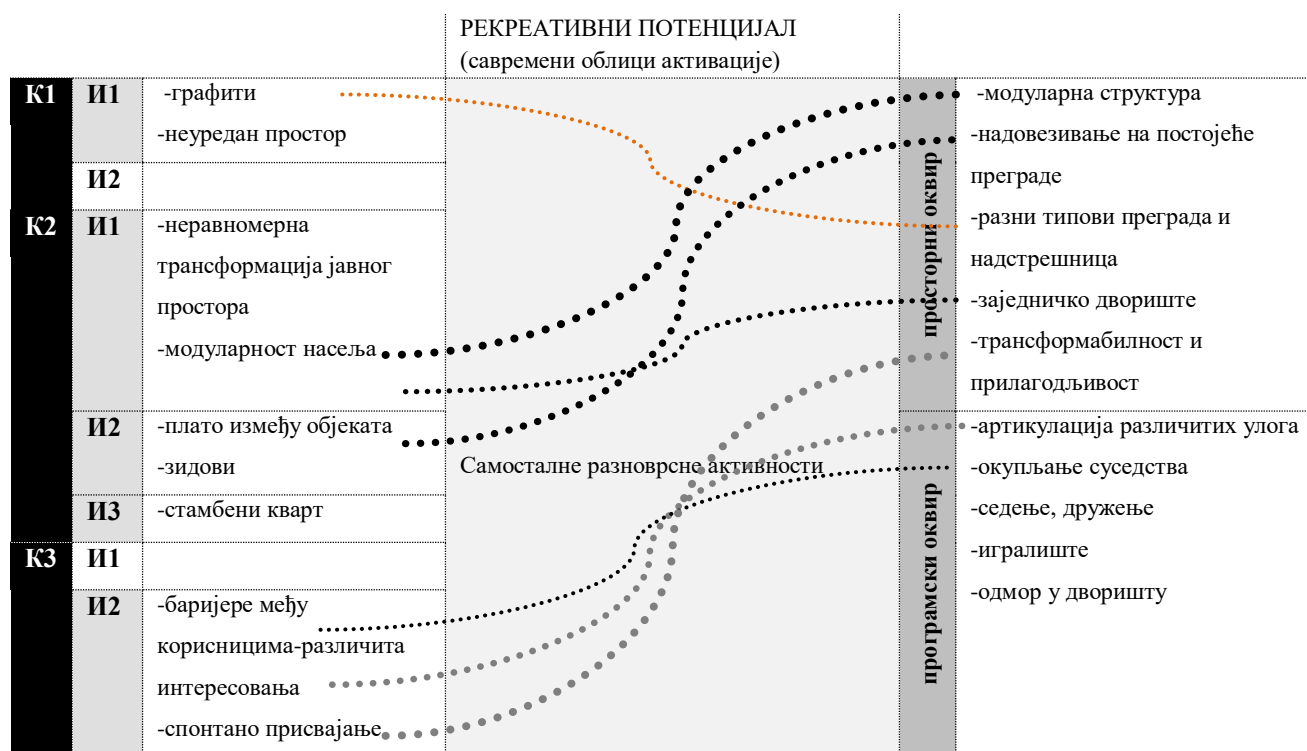 РЕКРЕАТИВНИ ПОТЕНЦИЈАЛ
(савремени облици активације)
К1
И1
-графити
-неуредан простор
И2
К2
И1
-неравномерна
трансформација јавног
простора
-модуларност насеља
И2
-плато између објеката
-зидови
И3
-стамбени кварт
К3
И1
И2
-баријере међу
корисницима-различита
интересовања
-спонтано присвајање
Самосталне разноврсне активности
просторни оквир
-модуларна структура
-надовезивање на постојеће
преграде
-разни типови преграда и
надстрешница
-заједничко двориште
-трансформабилност и
прилагодљивост
програмски оквир
-артикулација различитих улога
-окупљање суседства
-седење, дружење
-игралиште
-одмор у дворишту